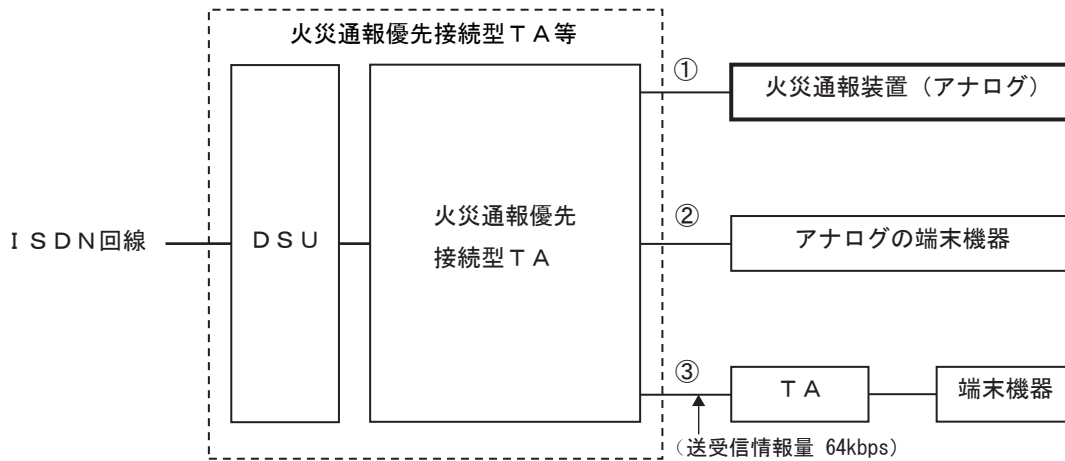 火災通報優先接続型ＴＡ等
①
火災通報装置（アナログ）
ＩＳＤＮ回線
ＤＳＵ
火災通報優先
接続型ＴＡ
②
アナログの端末機器
③
ＴＡ
端末機器
（送受信情報量 64kbps）